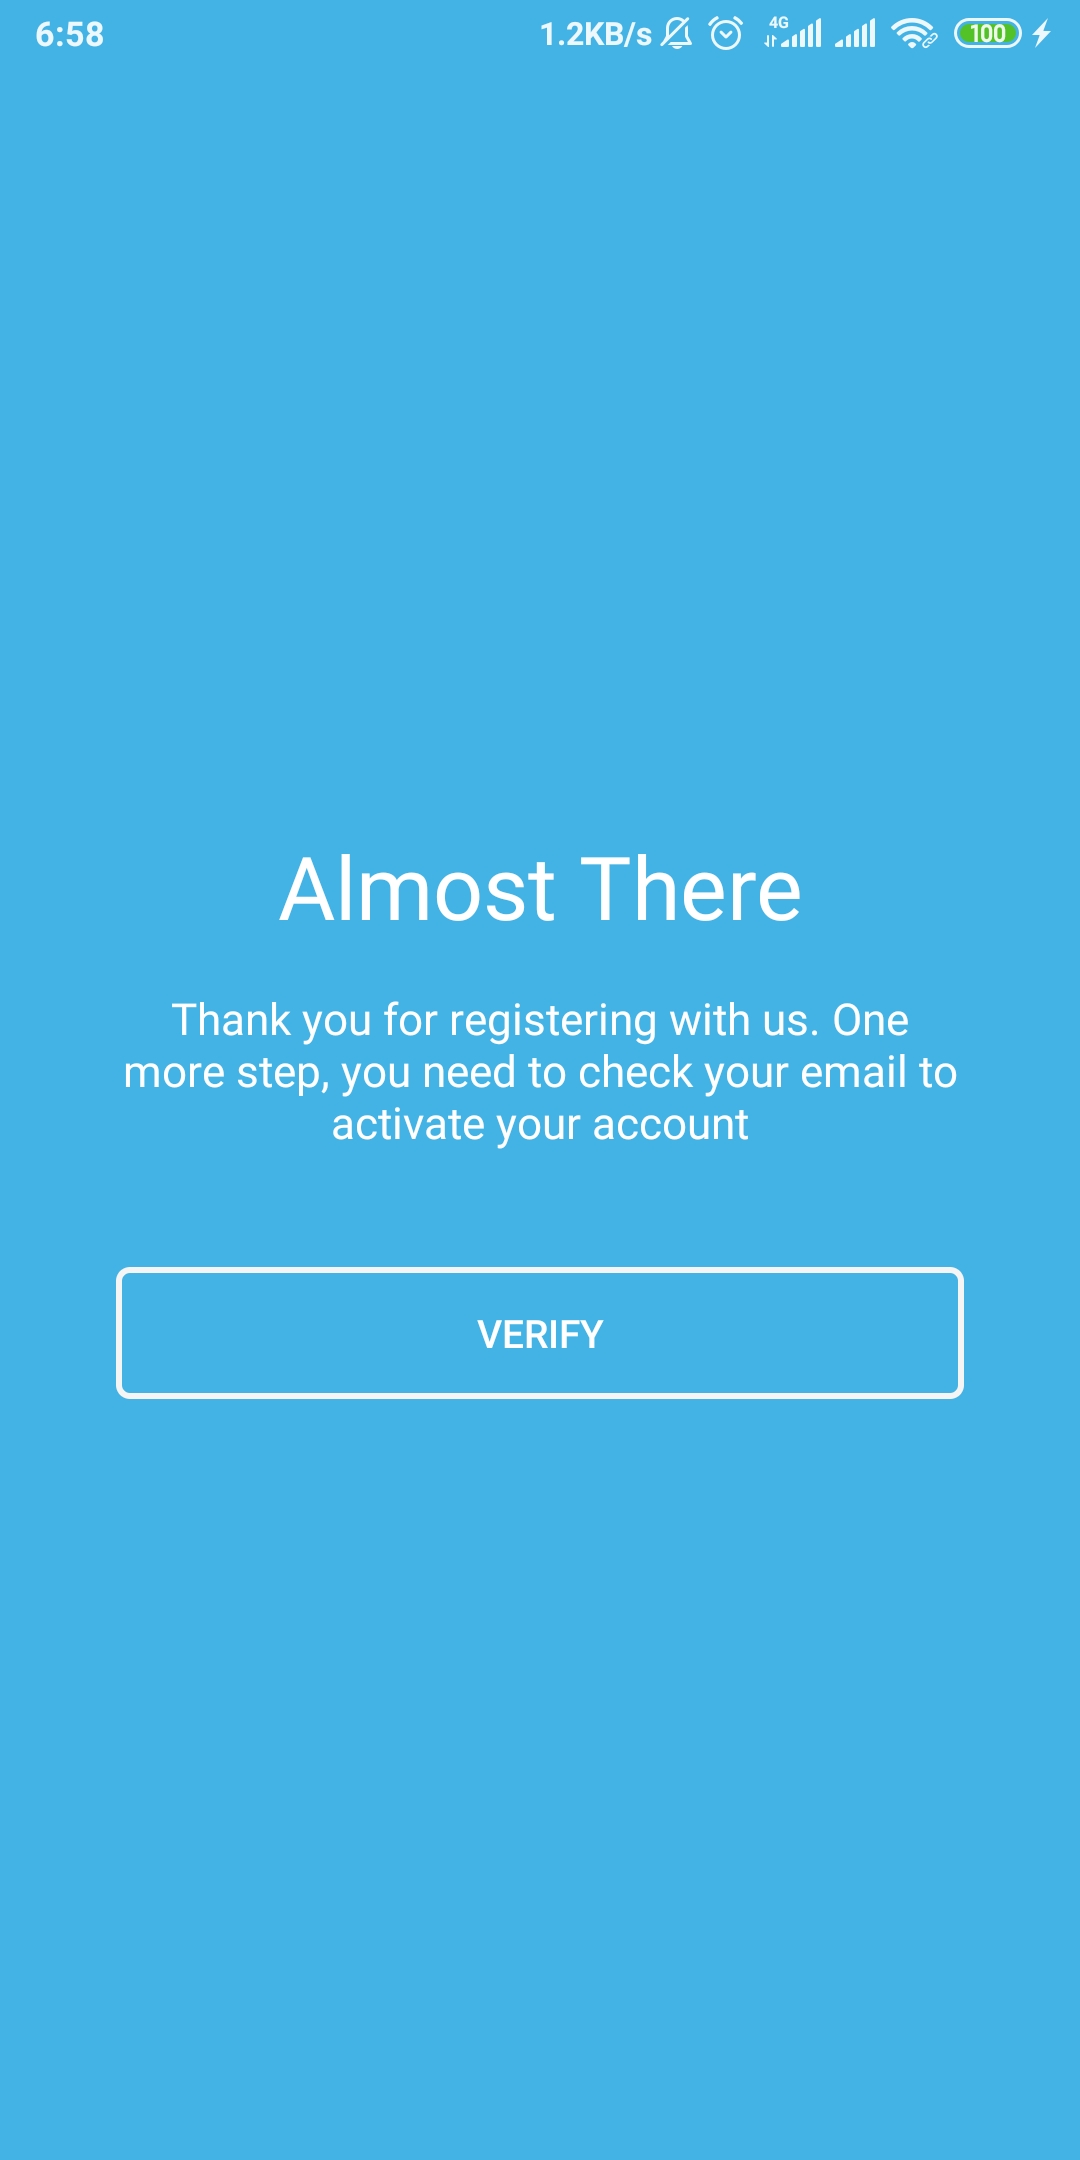 6:58 1.2KB/s 4G 100
Almost There
Thank you for registering with us. One
more step, you need to check your email to
activate your account
VERIFY